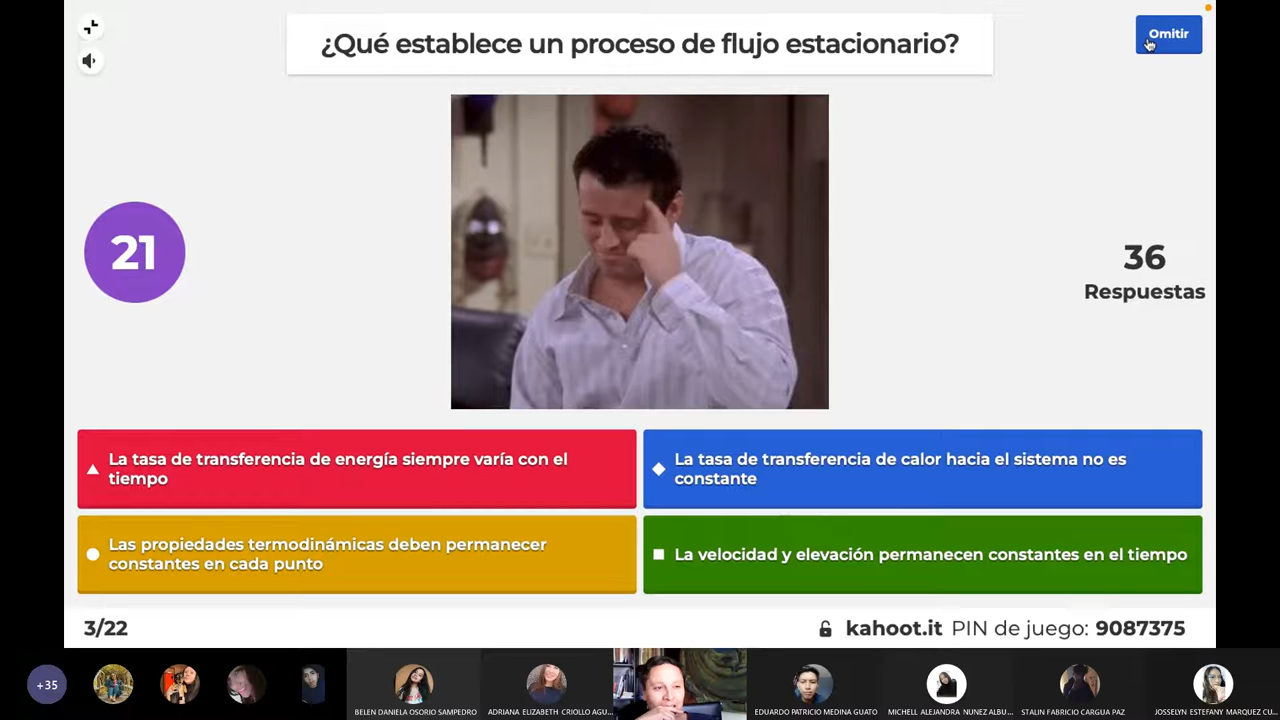 ¿Qué establece un proceso de flujo estacionario?
Omitir
21
36
Respuestas
La tasa de transferencia de energía siempre varía con el
tiempo
La tasa de transferencia de calor hacia el sistema no es
constante
Las propiedades termodinámicas deben permanecer
constantes en cada punto
La velocidad y elevación permanecen constantes en el tiempo
3/22
kahoot.it PIN de juego: 9087375
+35
BELEN DANIELA OSORIO SAMPEDRO
ADRIANA ELIZABETH CRIOLLO AGU...
EDUARDO PATRICIO MEDINA GUATO
MICHELL ALEJANDRA NUNEZ ALBU...
STALIN FABRICIO CARGUA PAZ
JOSSELYN ESTEFANY MARQUEZ CU...